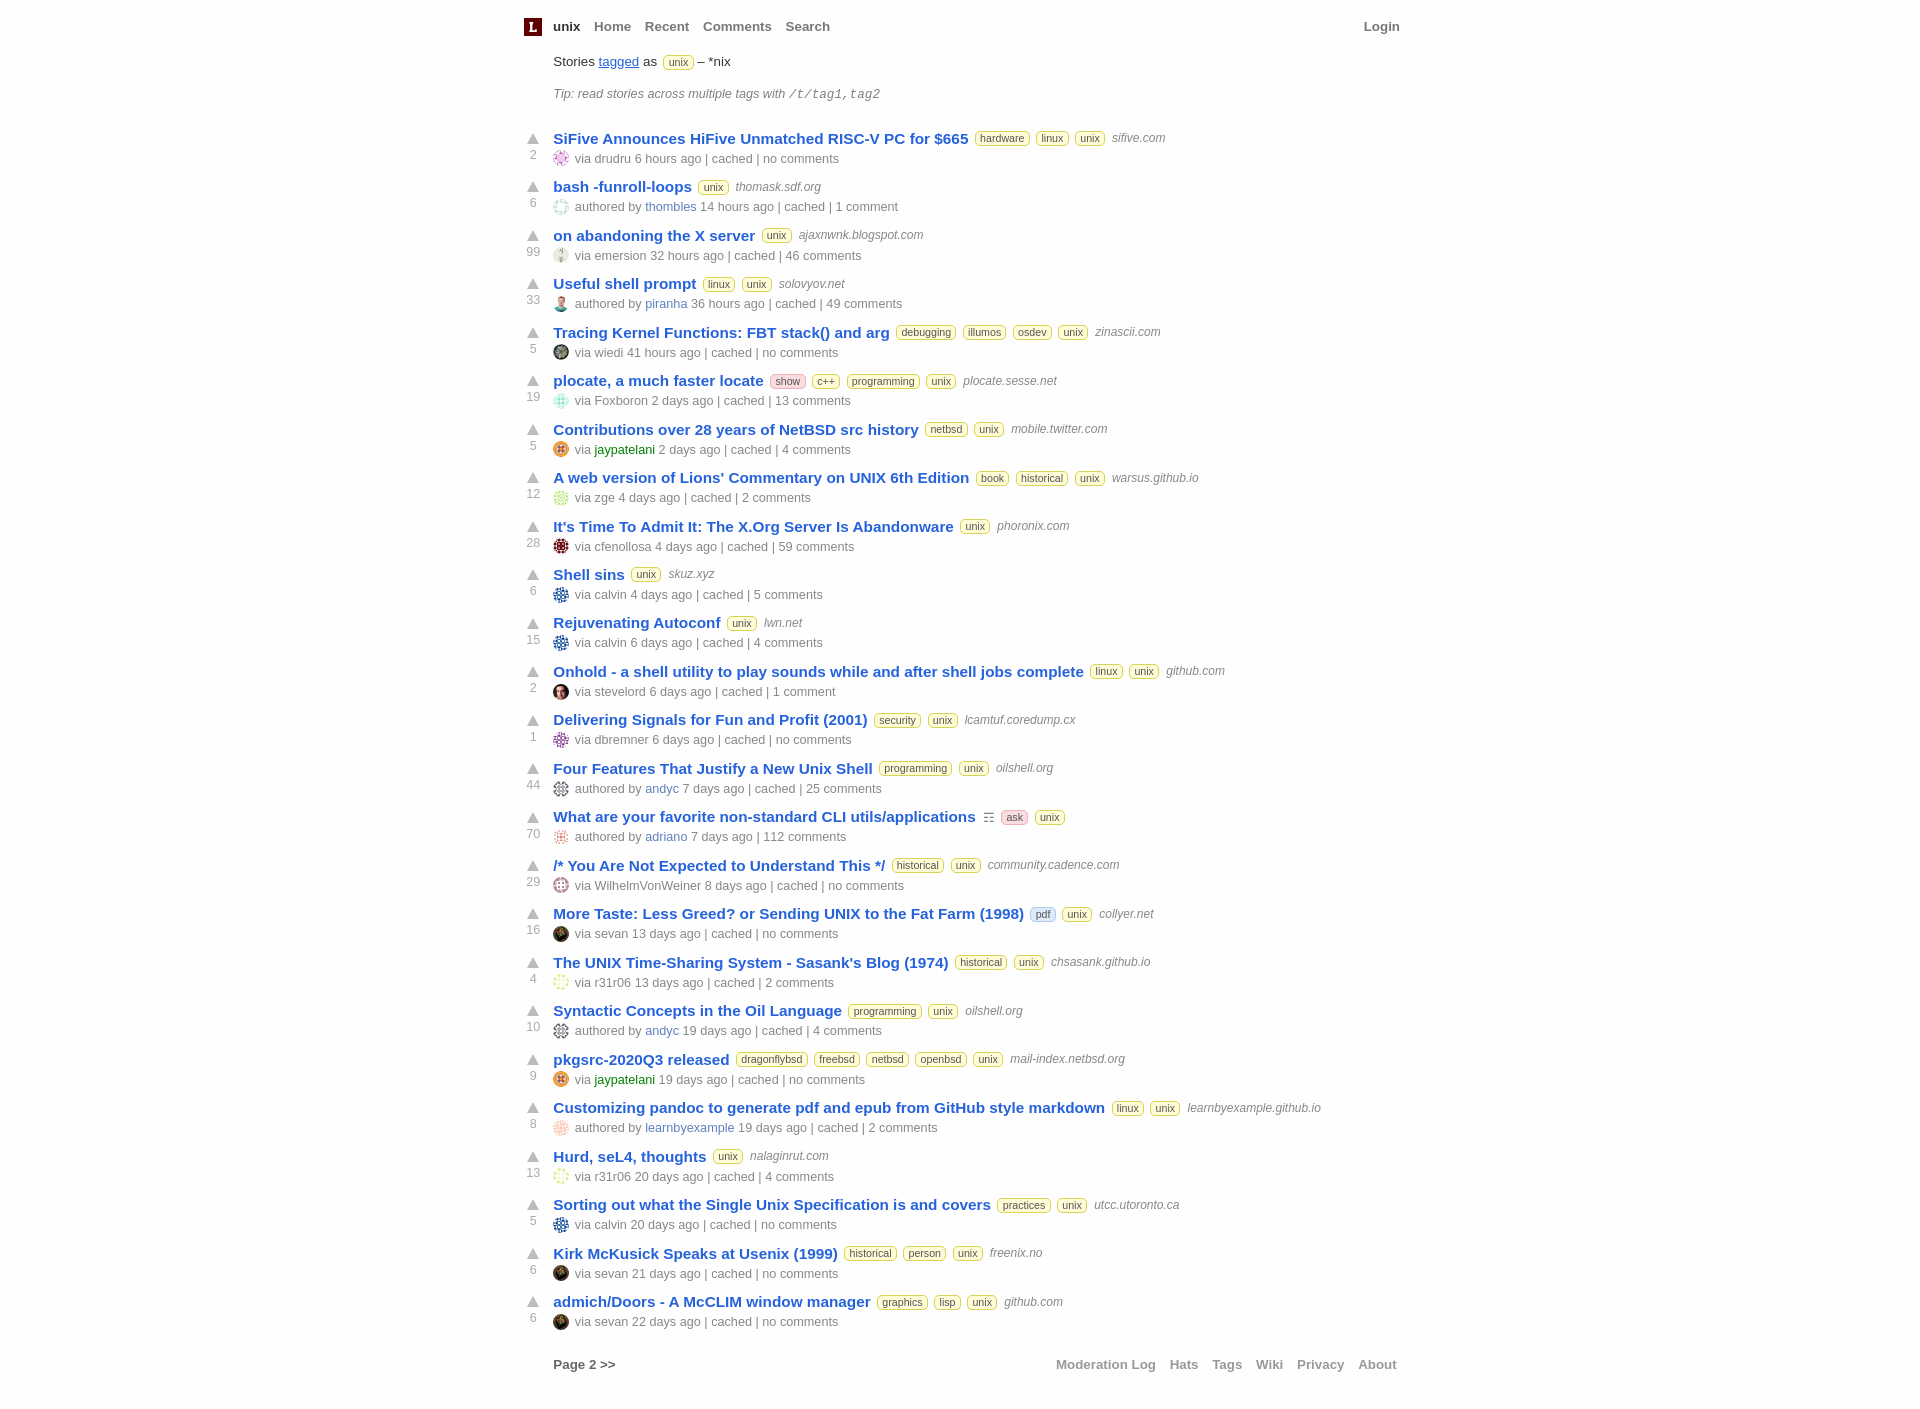 L unix Home Recent Comments Search Login
Stories tagged as unix – *nix
Tip: read stories across multiple tags with /t/tag1,tag2
SiFive Announces HiFive Unmatched RISC-V PC for $665 hardware linux unix sifive.com
2 via drudru 6 hours ago | cached | no comments
bash -funroll-loops unix thomask.sdf.org
6 authored by thombles 14 hours ago | cached | 1 comment
on abandoning the X server unix ajaxnwnk.blogspot.com
99 via emersion 32 hours ago | cached | 46 comments
Useful shell prompt linux unix solovyov.net
33 authored by piranha 36 hours ago | cached | 49 comments
Tracing Kernel Functions: FBT stack() and arg debugging illumos osdev unix zinascii.com
5 via wiedi 41 hours ago | cached | no comments
plocate, a much faster locate show c++ programming unix plocate.sesse.net
19 via Foxboron 2 days ago | cached | 13 comments
Contributions over 28 years of NetBSD src history netbsd unix mobile.twitter.com
5 via jaypatelani 2 days ago | cached | 4 comments
A web version of Lions' Commentary on UNIX 6th Edition book historical unix warsus.github.io
12 via zge 4 days ago | cached | 2 comments
It's Time To Admit It: The X.Org Server Is Abandonware unix phoronix.com
28 via cfenollosa 4 days ago | cached | 59 comments
Shell sins unix skuz.xyz
6 via calvin 4 days ago | cached | 5 comments
Rejuvenating Autoconf unix lwn.net
15 via calvin 6 days ago | cached | 4 comments
Onhold - a shell utility to play sounds while and after shell jobs complete linux unix github.com
2 via stevelord 6 days ago | cached | 1 comment
Delivering Signals for Fun and Profit (2001) security unix lcamtuf.coredump.cx
1 via dbremner 6 days ago | cached | no comments
Four Features That Justify a New Unix Shell programming unix oilshell.org
44 authored by andyc 7 days ago | cached | 25 comments
What are your favorite non-standard CLI utils/applications ☶ ask unix
70 authored by adriano 7 days ago | 112 comments
/* You Are Not Expected to Understand This */ historical unix community.cadence.com
29 via WilhelmVonWeiner 8 days ago | cached | no comments
More Taste: Less Greed? or Sending UNIX to the Fat Farm (1998) pdf unix collyer.net
16 via sevan 13 days ago | cached | no comments
The UNIX Time-Sharing System - Sasank's Blog (1974) historical unix chsasank.github.io
4 via r31r06 13 days ago | cached | 2 comments
Syntactic Concepts in the Oil Language programming unix oilshell.org
10 authored by andyc 19 days ago | cached | 4 comments
pkgsrc-2020Q3 released dragonflybsd freebsd netbsd openbsd unix mail-index.netbsd.org
9 via jaypatelani 19 days ago | cached | no comments
Customizing pandoc to generate pdf and epub from GitHub style markdown linux unix learnbyexample.github.io
8 authored by learnbyexample 19 days ago | cached | 2 comments
Hurd, seL4, thoughts unix nalaginrut.com
13 via r31r06 20 days ago | cached | 4 comments
Sorting out what the Single Unix Specification is and covers practices unix utcc.utoronto.ca
5 via calvin 20 days ago | cached | no comments
Kirk McKusick Speaks at Usenix (1999) historical person unix freenix.no
6 via sevan 21 days ago | cached | no comments
admich/Doors - A McCLIM window manager graphics lisp unix github.com
6 via sevan 22 days ago | cached | no comments
Page 2 >> Moderation Log Hats Tags Wiki Privacy About